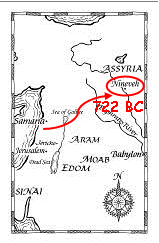 ASSYRIA
Nineveh
722 BC
Sea of Galilee
Samaria
ARAM
Jericho
Jerusalem
Babylon
Dead Sea
MOAB
EDOM
SINAI